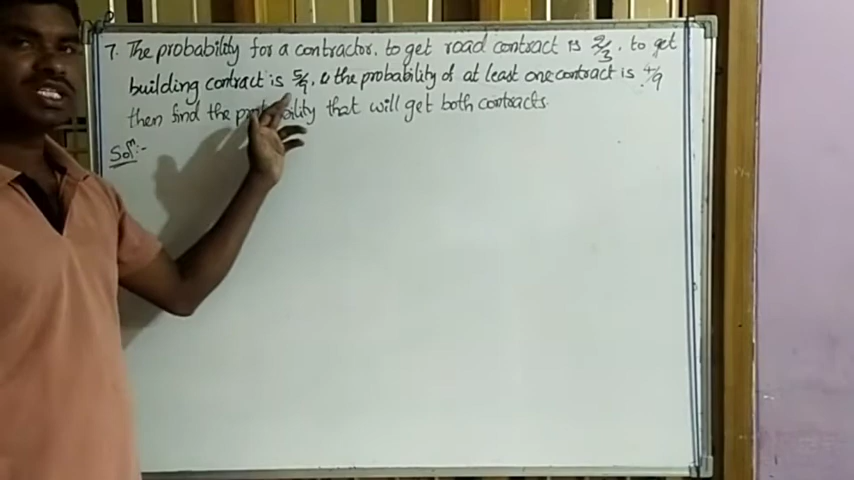 7. The probability for a contractor. to get road contract is 2/3. to get
building contract is 5/9. & the probability of at least one contract is 4/9
then find the probability that will get both contracts.
Solⁿ:-